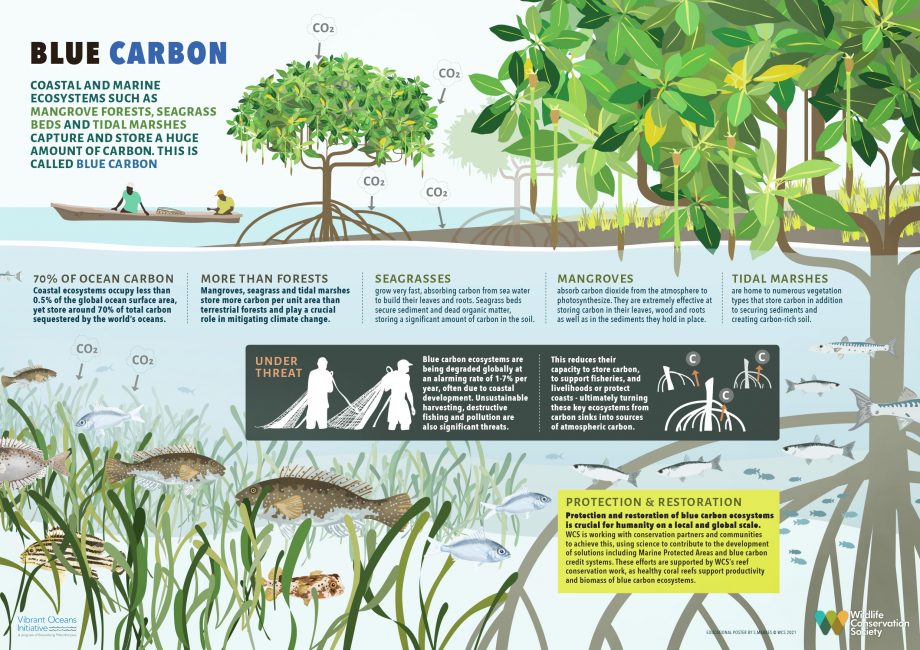 BLUE CARBON
COASTAL AND MARINE
ECOSYSTEMS SUCH AS
MANGROVE FORESTS, SEAGRASS
BEDS AND TIDAL MARSHES
CAPTURE AND STORE A HUGE
AMOUNT OF CARBON. THIS IS
CALLED BLUE CARBON
CO₂
CO₂
CO₂
CO₂
70% OF OCEAN CARBON
Coastal ecosystems occupy less than
0.5% of the global ocean surface area,
yet store around 70% of total carbon
sequestered by the world's oceans.
MORE THAN FORESTS
Mangroves, seagrass and tidal marshes
store more carbon per unit area than
terrestrial forests and play a crucial
role in mitigating climate change.
SEAGRASSES
grow very fast, absorbing carbon from sea water
to build their leaves and roots. Seagrass beds
secure sediment and dead organic matter,
storing a significant amount of carbon in the soil.
MANGROVES
absorb carbon dioxide from the atmosphere to
photosynthesize. They are extremely effective at
storing carbon in their leaves, wood and roots
as well as in the sediments they hold in place.
TIDAL MARSHES
are home to numerous vegetation
types that store carbon in addition
to securing sediments and
creating carbon-rich soil.
CO₂
CO₂
UNDER
THREAT
Blue carbon ecosystems are
being degraded globally at
an alarming rate of 1-7% per
year, often due to coastal
development. Unsustainable
harvesting, destructive
fishing and pollution are
also significant threats.
This reduces their
capacity to store carbon,
to support fisheries, and
livelihoods or protect
coasts - ultimately turning
these key ecosystems from
carbon sinks into sources
of atmospheric carbon.
C
C
C
PROTECTION & RESTORATION
Protection and restoration of blue carbon ecosystems
is crucial for humanity on a local and global scale.
WCS is working with conservation partners and communities
to achieve this, using science to contribute to the development
of solutions including Marine Protected Areas and blue carbon
credit systems. These efforts are supported by WCS's reef
conservation work, as healthy coral reefs support productivity
and biomass of blue carbon ecosystems.
Vibrant Oceans
Initiative
A program of Bloomberg Philanthropies
EDUCATIONAL POSTER BY S MEARLES © WCS 2021
Wildlife
Conservation
Society